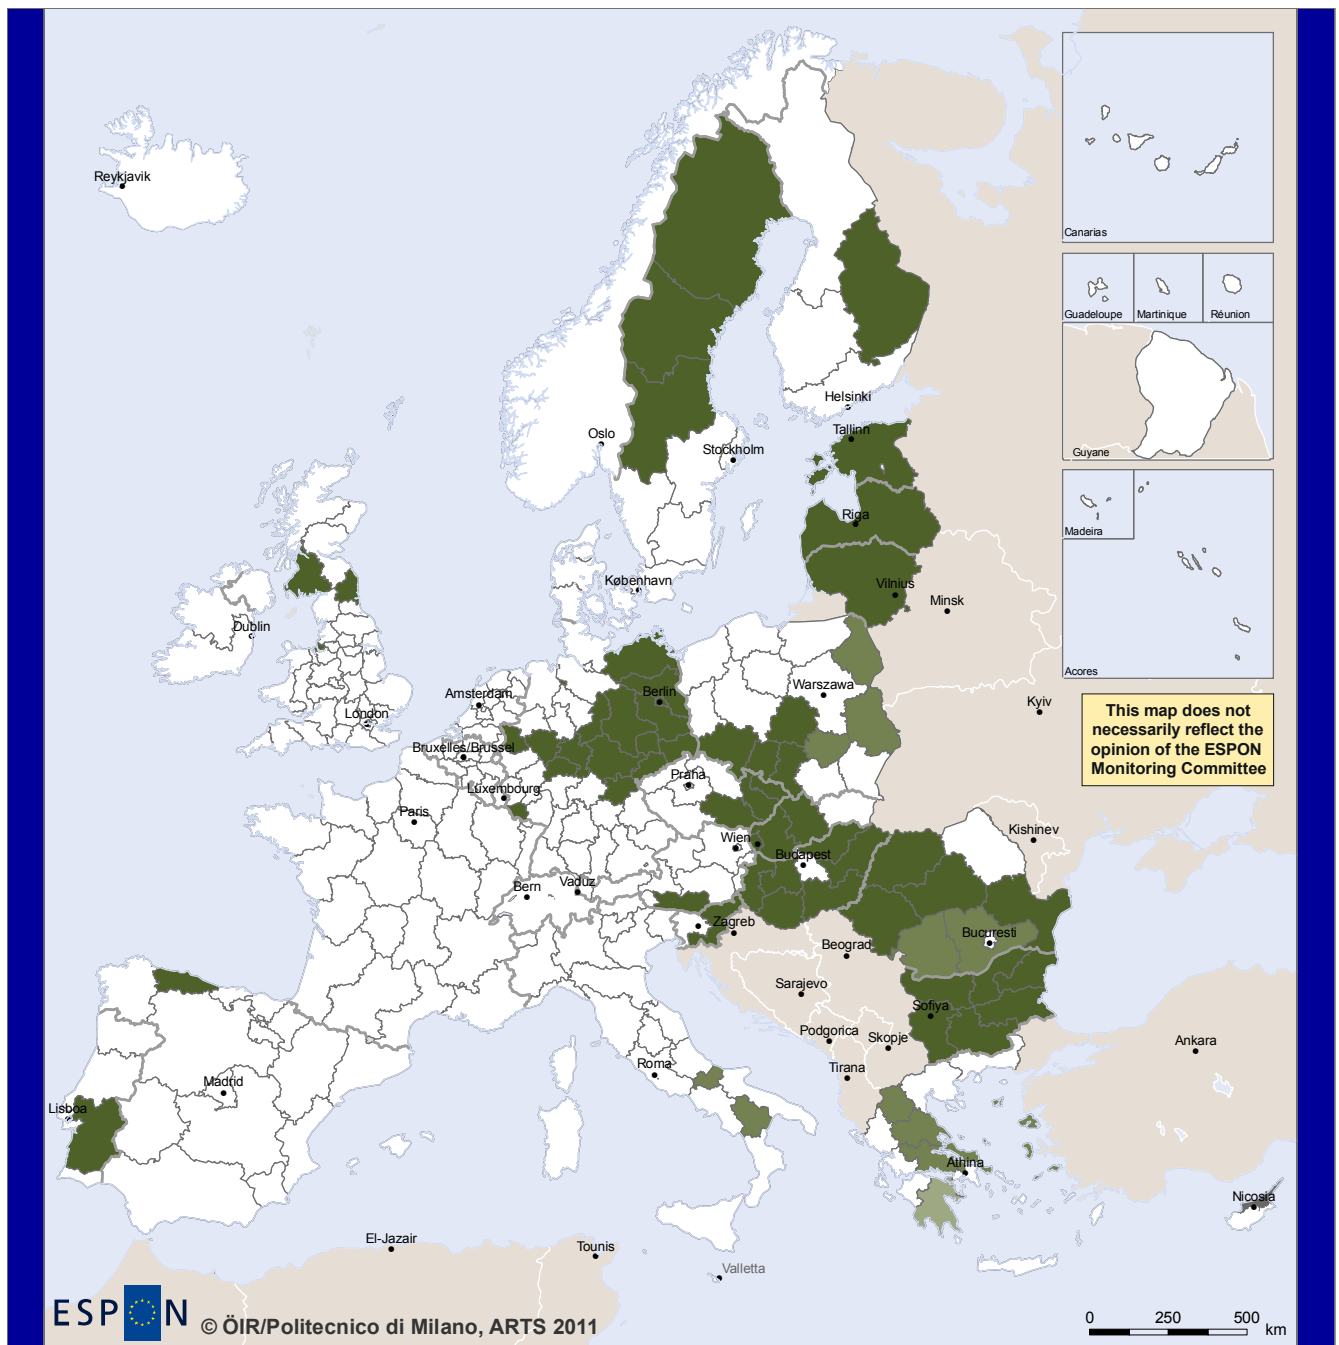 Reykjavik
Canarias
Guadeloupe
Martinique
Réunion
Guyane
Madeira
Acores
Helsinki
Oslo
Tallinn
Stockholm
Riga
København
Vilnius
Minsk
Dublin
Amsterdam
Berlin
Warszawa
London
Kyiv
This map does not
necessarily reflect the
opinion of the ESPON
Monitoring Committee
Bruxelles/Brussel
Praha
Luxembourg
Paris
Kishinev
Wien
Budapest
Bern
Vaduz
Zagreb
Bucuresti
Beograd
Sarajevo
Sofiya
Podgorica
Skopje
Ankara
Roma
Tirana
Madrid
Lisboa
Athina
Nicosia
El-Jazair
Tounis
Valletta
ESPON
© ÖIR/Politecnico di Milano, ARTS 2011
0 250 500
km